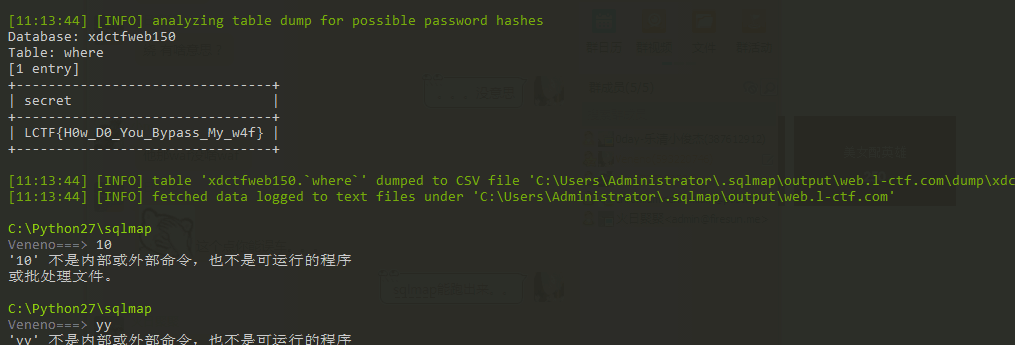 [11:13:44] [INFO] analyzing table dump for possible password hashes
Database: xdctfweb150
Table: where
[1 entry]
+-------------------------------+
| secret                        |
+-------------------------------+
| LCTF{H0w_D0_You_Bypass_My_w4f} |
+-------------------------------+
[11:13:44] [INFO] table 'xdctfweb150.`where`' dumped to CSV file 'C:\Users\Administrator\.sqlmap\output\web.l-ctf.com\dump\xdc
[11:13:44] [INFO] fetched data logged to text files under 'C:\Users\Administrator\.sqlmap\output\web.l-ctf.com'
C:\Python27\sqlmap
Veneno===> 10
'10' 不是内部或外部命令，也不是可运行的程序
或批处理文件。
C:\Python27\sqlmap
Veneno===> yy
'yy' 不是内部或外部命令，也不是可运行的程序